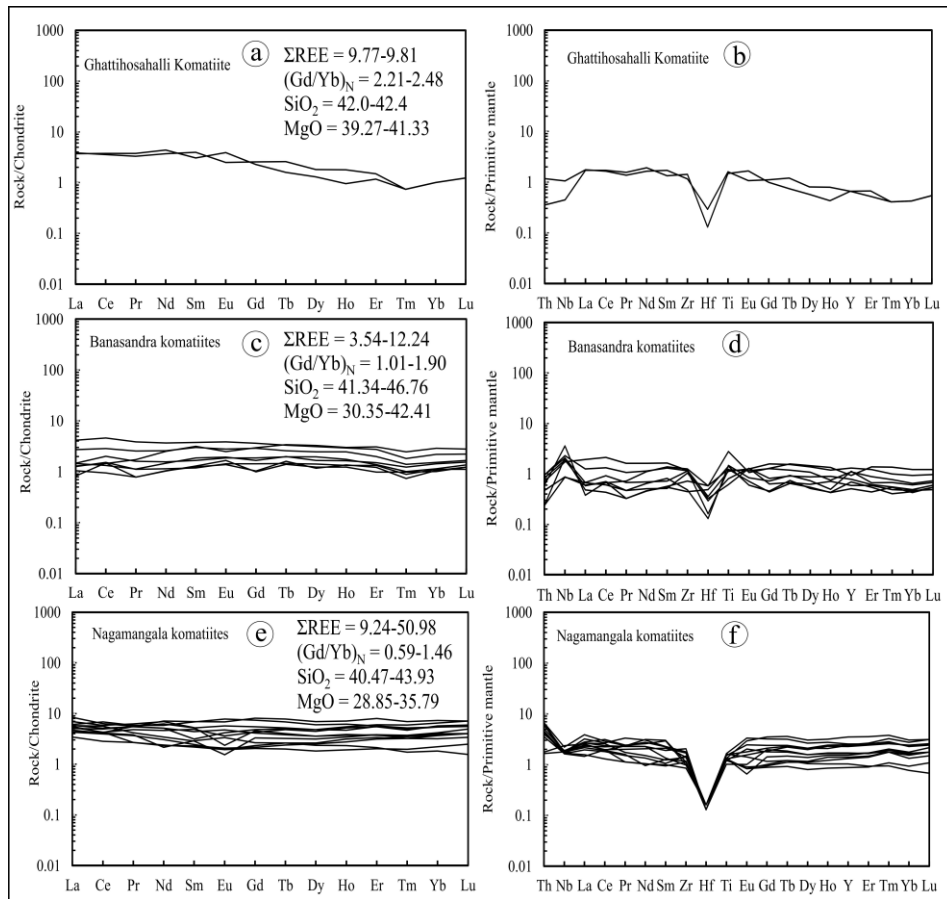 Ghattihosahalli Komatiite
a
ΣREE = 9.77-9.81
(Gd/Yb)N = 2.21-2.48
SiO2 = 42.0-42.4
MgO = 39.27-41.33
Rock/Chondrite
1000
100
10
1
0.1
0.01
La Ce Pr Nd Sm Eu Gd Tb Dy Ho Er Tm Yb Lu
Ghattihosahalli Komatiite
b
Rock/Primitive mantle
1000
100
10
1
0.1
0.01
Th Nb La Ce Pr Nd Sm Zr Hf Ti Eu Gd Tb Dy Ho Y Er Tm Yb Lu
Banasandra komatiites
c
ΣREE = 3.54-12.24
(Gd/Yb)N = 1.01-1.90
SiO2 = 41.34-46.76
MgO = 30.35-42.41
Rock/Chondrite
1000
100
10
1
0.1
0.01
La Ce Pr Nd Sm Eu Gd Tb Dy Ho Er Tm Yb Lu
Banasandra komatiites
d
Rock/Primitive mantle
1000
100
10
1
0.1
0.01
Th Nb La Ce Pr Nd Sm Zr Hf Ti Eu Gd Tb Dy Ho Y Er Tm Yb Lu
Nagamangala komatiites
e
ΣREE = 9.24-50.98
(Gd/Yb)N = 0.59-1.46
SiO2 = 40.47-43.93
MgO = 28.85-35.79
Rock/Chondrite
1000
100
10
1
0.1
0.01
La Ce Pr Nd Sm Eu Gd Tb Dy Ho Er Tm Yb Lu
Nagamangala komatiites
f
Rock/Primitive mantle
1000
100
10
1
0.1
0.01
Th Nb La Ce Pr Nd Sm Zr Hf Ti Eu Gd Tb Dy Ho Y Er Tm Yb Lu